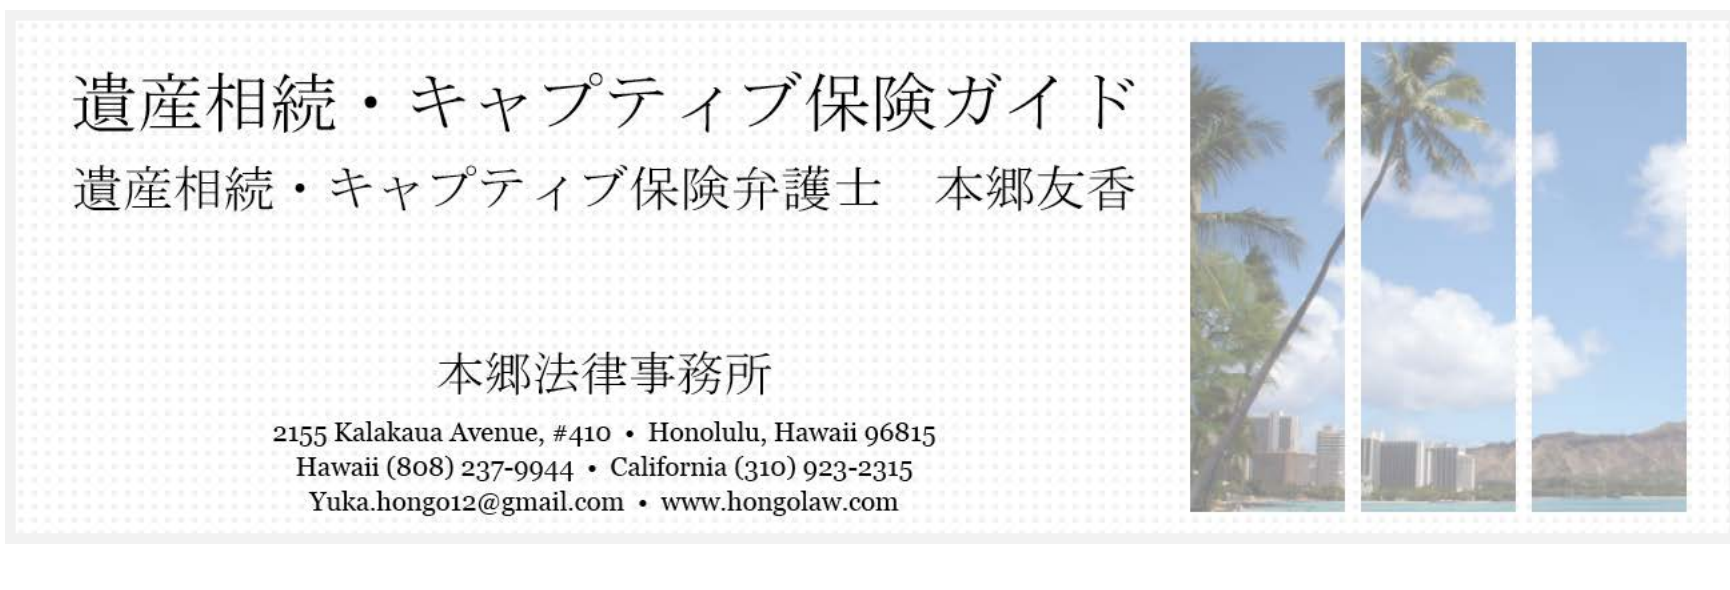 遺産相続・キャプティブ保険ガイド
遺産相続・キャプティブ保険弁護士　本郷友香
本郷法律事務所
2155 Kalakaua Avenue, #410 • Honolulu, Hawaii 96815
Hawaii (808) 237-9944 • California (310) 923-2315
Yuka.hongo12@gmail.com • www.hongolaw.com